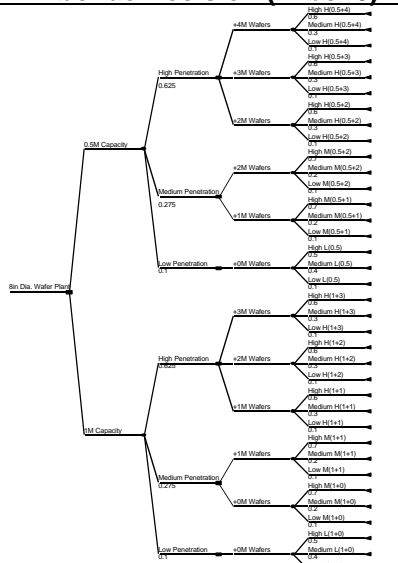 High H(0.5+4)
0.6
+4M Wafers
Medium H(0.5+4)
0.3
Low H(0.5+4)
0.1
High H(0.5+3)
0.6
High Penetration
+3M Wafers
Medium H(0.5+3)
0.3
0.625
Low H(0.5+3)
0.1
High H(0.5+2)
0.6
+2M Wafers
Medium H(0.5+2)
0.3
Low H(0.5+2)
0.1
0.5M Capacity
High M(0.5+2)
0.7
+2M Wafers
Medium M(0.5+2)
0.2
Low M(0.5+2)
0.1
Medium Penetration
0.275
High M(0.5+1)
0.7
+1M Wafers
Medium M(0.5+1)
0.2
Low M(0.5+1)
0.1
High L(0.5)
0.5
Low Penetration
+0M Wafers
Medium L(0.5)
0.4
0.1
Low L(0.5)
0.1
8in Dia. Wafer Plant
High H(1+3)
0.6
+3M Wafers
Medium H(1+3)
0.3
Low H(1+3)
0.1
High H(1+2)
0.6
High Penetration
+2M Wafers
Medium H(1+2)
0.3
0.625
Low H(1+2)
0.1
High H(1+1)
0.6
+1M Wafers
Medium H(1+1)
0.3
Low H(1+1)
0.1
1M Capacity
High M(1+1)
0.7
+1M Wafers
Medium M(1+1)
0.2
Low M(1+1)
0.1
Medium Penetration
0.275
High M(1+0)
0.7
+0M Wafers
Medium M(1+0)
0.2
Low M(1+0)
0.1
High L(1+0)
0.5
Low Penetration
+0M Wafers
Medium L(1+0)
0.1
0.4